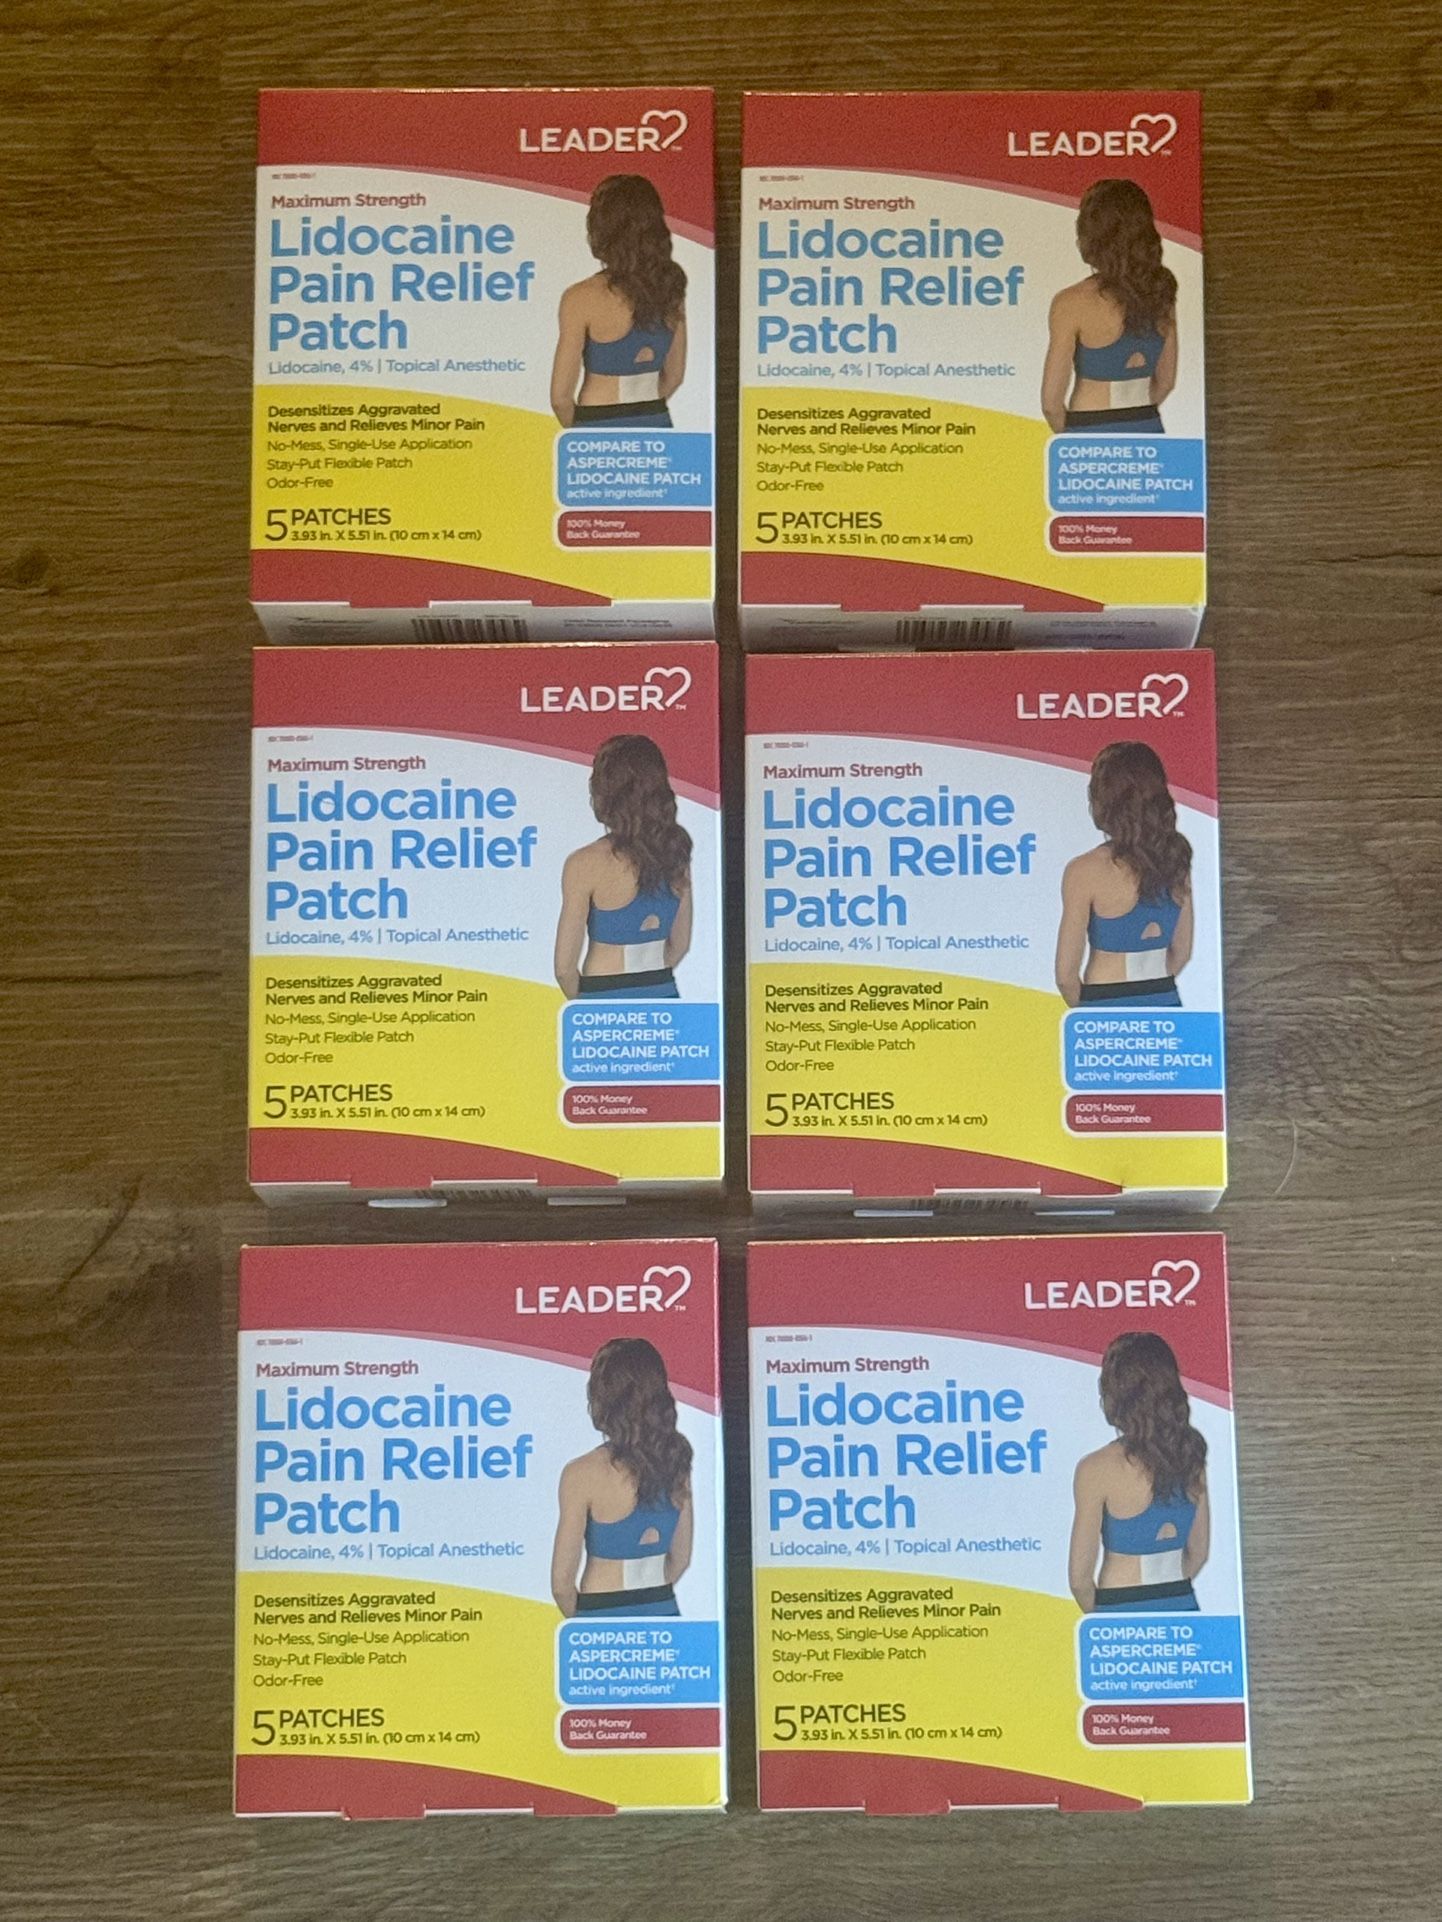 LEADER
Maximum Strength
Lidocaine
Pain Relief
Patch
Lidocaine, 4% | Topical Anesthetic
Desensitizes Aggravated
Nerves and Relieves Minor Pain
No-Mess, Single-Use Application
Stay-Put Flexible Patch
Odor-Free
COMPARE TO
ASPERCREME®
LIDOCAINE PATCH
active ingredient†
5 PATCHES
3.93 in. X 5.51 in. (10 cm x 14 cm)
100% Money
Back Guarantee
LEADER
Maximum Strength
Lidocaine
Pain Relief
Patch
Lidocaine, 4% | Topical Anesthetic
Desensitizes Aggravated
Nerves and Relieves Minor Pain
No-Mess, Single-Use Application
Stay-Put Flexible Patch
Odor-Free
COMPARE TO
ASPERCREME®
LIDOCAINE PATCH
active ingredient†
5 PATCHES
3.93 in. X 5.51 in. (10 cm x 14 cm)
100% Money
Back Guarantee
LEADER™
Maximum Strength
Lidocaine
Pain Relief
Patch
Lidocaine, 4% | Topical Anesthetic
Desensitizes Aggravated
Nerves and Relieves Minor Pain
No-Mess, Single-Use Application
Stay-Put Flexible Patch
Odor-Free
COMPARE TO
ASPERCREME®
LIDOCAINE PATCH
active ingredient†
5 PATCHES
3.93 in. X 5.51 in. (10 cm x 14 cm)
100% Money
Back Guarantee
LEADER™
Maximum Strength
Lidocaine
Pain Relief
Patch
Lidocaine, 4% | Topical Anesthetic
Desensitizes Aggravated
Nerves and Relieves Minor Pain
No-Mess, Single-Use Application
Stay-Put Flexible Patch
Odor-Free
COMPARE TO
ASPERCREME®
LIDOCAINE PATCH
active ingredient†
5 PATCHES
3.93 in. X 5.51 in. (10 cm x 14 cm)
100% Money
Back Guarantee
LEADER™
Maximum Strength
Lidocaine
Pain Relief
Patch
Lidocaine, 4% | Topical Anesthetic
Desensitizes Aggravated
Nerves and Relieves Minor Pain
No-Mess, Single-Use Application
Stay-Put Flexible Patch
Odor-Free
COMPARE TO
ASPERCREME®
LIDOCAINE PATCH
active ingredient†
5 PATCHES
3.93 in. X 5.51 in. (10 cm x 14 cm)
100% Money
Back Guarantee
LEADER™
Maximum Strength
Lidocaine
Pain Relief
Patch
Lidocaine, 4% | Topical Anesthetic
Desensitizes Aggravated
Nerves and Relieves Minor Pain
No-Mess, Single-Use Application
Stay-Put Flexible Patch
Odor-Free
COMPARE TO
ASPERCREME®
LIDOCAINE PATCH
active ingredient†
5 PATCHES
3.93 in. X 5.51 in. (10 cm x 14 cm)
100% Money
Back Guarantee